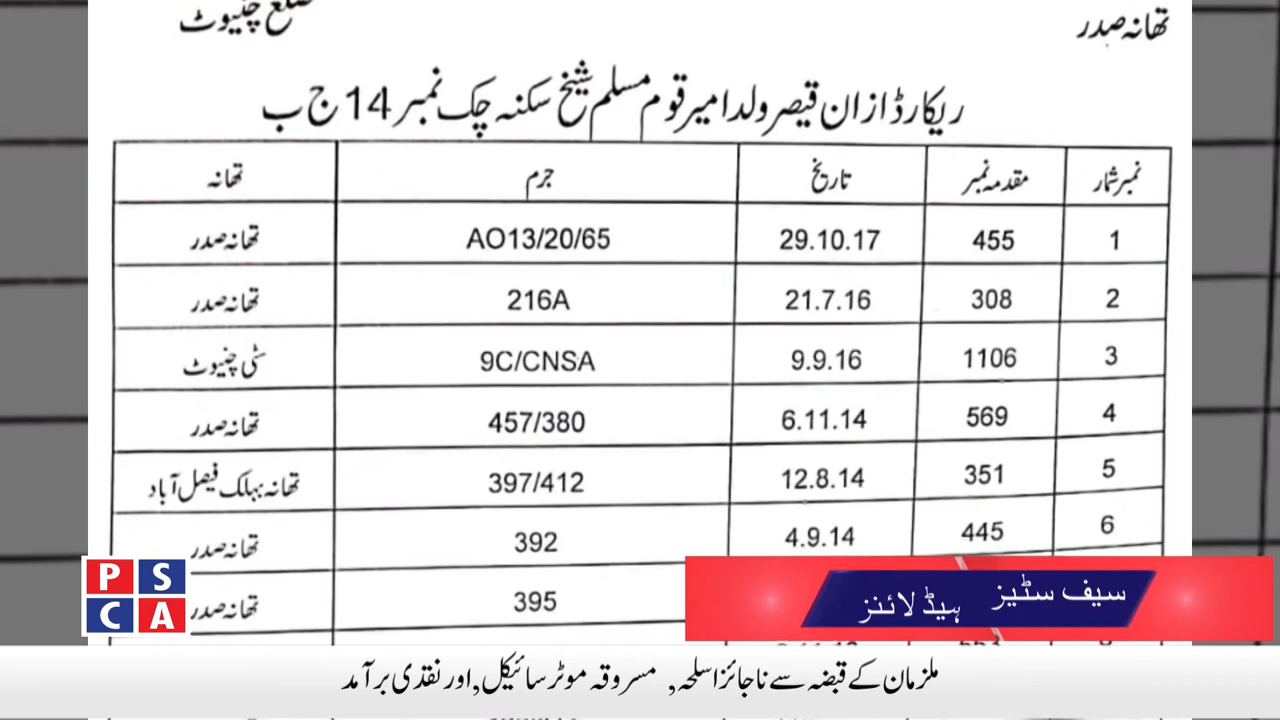 تھانہ صدر ضلع چنیوٹ
ریکارڈ ازان قیصر ولد امیر قوم مسلم شیخ سکنہ چک نمبر 14 ج ب
نمبر شمار مقدمہ نمبر تاریخ جرم تھانہ
1 455 29.10.17 AO13/20/65 تھانہ صدر
2 308 21.7.16 216A تھانہ صدر
3 1106 9.9.16 9C/CNSA سٹی چنیوٹ
4 569 6.11.14 457/380 تھانہ صدر
5 351 12.8.14 397/412 تھانہ بہلک فیصل آباد
6 445 4.9.14 392 تھانہ صدر
395 تھانہ صدر
PSCA
سیف سٹیز ہیڈ لائنز
ملزمان کے قبضہ سے ناجائز اسلحہ, مسروقہ موٹر سائیکل, اور نقدی برآمد